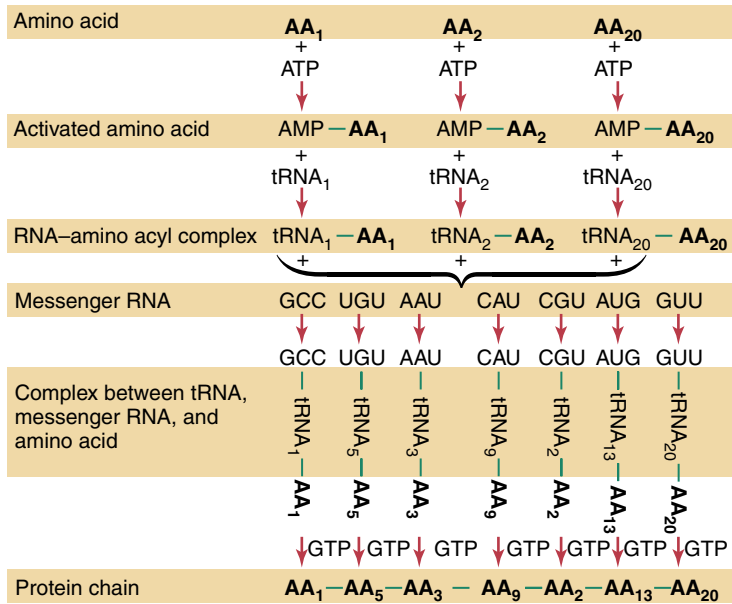 Amino acid AA1 AA2 AA20
+ + +
ATP ATP ATP
Activated amino acid AMP – AA1 AMP – AA2 AMP – AA20
+ + +
tRNA1 tRNA2 tRNA20
RNA–amino acyl complex tRNA1 – AA1 tRNA2 – AA2 tRNA20 – AA20
+ + +
Messenger RNA GCC UGU AAU CAU CGU AUG GUU
GCC UGU AAU CAU CGU AUG GUU
Complex between tRNA,
messenger RNA, and
amino acid
tRNA1 tRNA5 tRNA3 tRNA9 tRNA2 tRNA13 tRNA20
AA1 AA5 AA3 AA9 AA2 AA13 AA20
GTP GTP GTP GTP GTP GTP GTP
Protein chain AA1 – AA5 – AA3 – AA9 – AA2 – AA13 – AA20